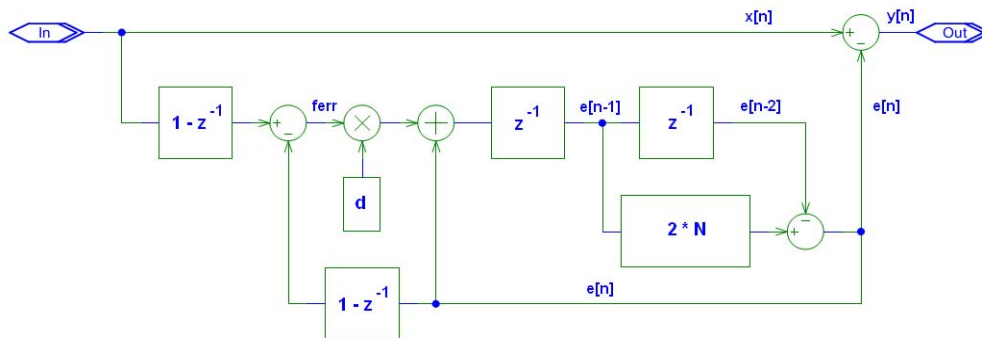 x[n]
y[n]
In
Out
ferr
e[n-1]
e[n-2]
e[n]
1 - z⁻¹
z⁻¹
z⁻¹
d
2 * N
1 - z⁻¹
e[n]